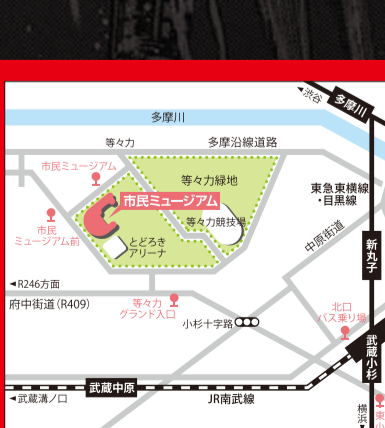 ◀渋谷
多摩川
多摩川
等々力
多摩沿線道路
市民ミュージアム
等々力緑地
東急東横線
・目黒線
市民ミュージアム
市民
ミュージアム前
等々力競技場
中原街道
とどろき
アリーナ
新丸子
◀R246方面
府中街道(R409)
等々力
グランド入口
北口
バス乗り場
小杉十字路
武蔵小杉
武蔵中原
◀武蔵溝ノ口
JR南武線
横浜
東